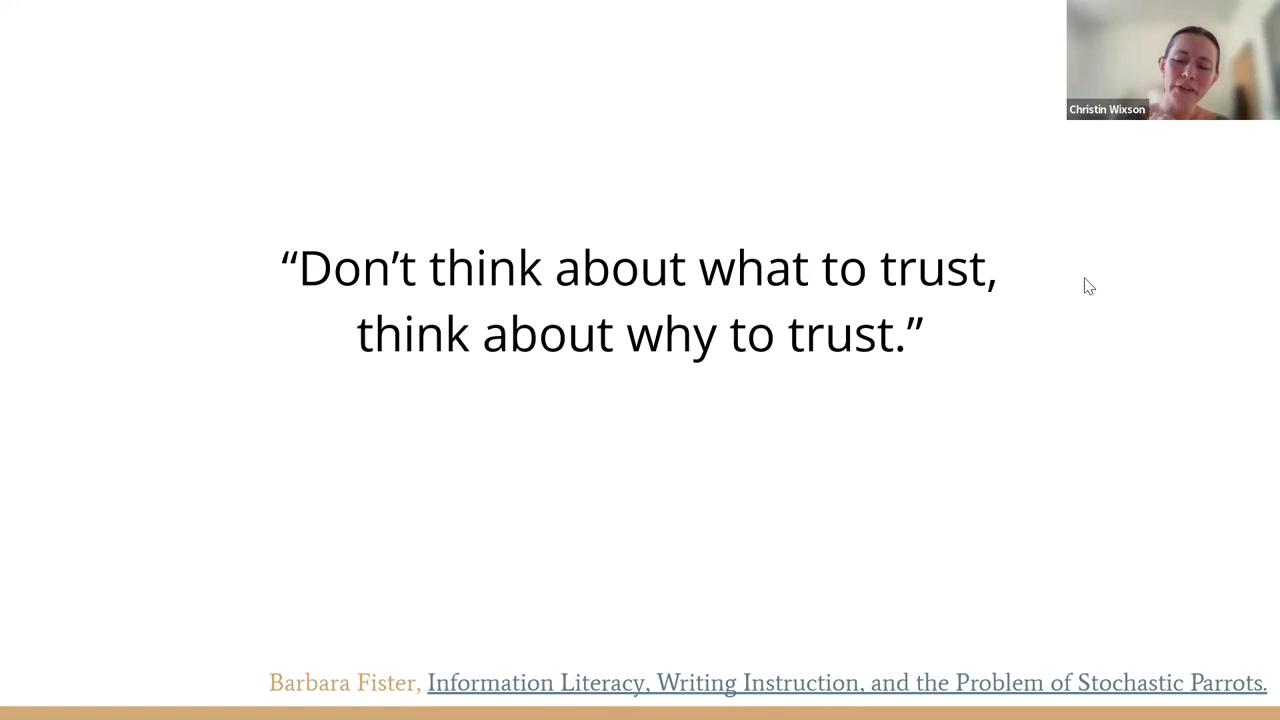 Christin Wixson
“Don’t think about what to trust,
think about why to trust.”
Barbara Fister, Information Literacy, Writing Instruction, and the Problem of Stochastic Parrots.